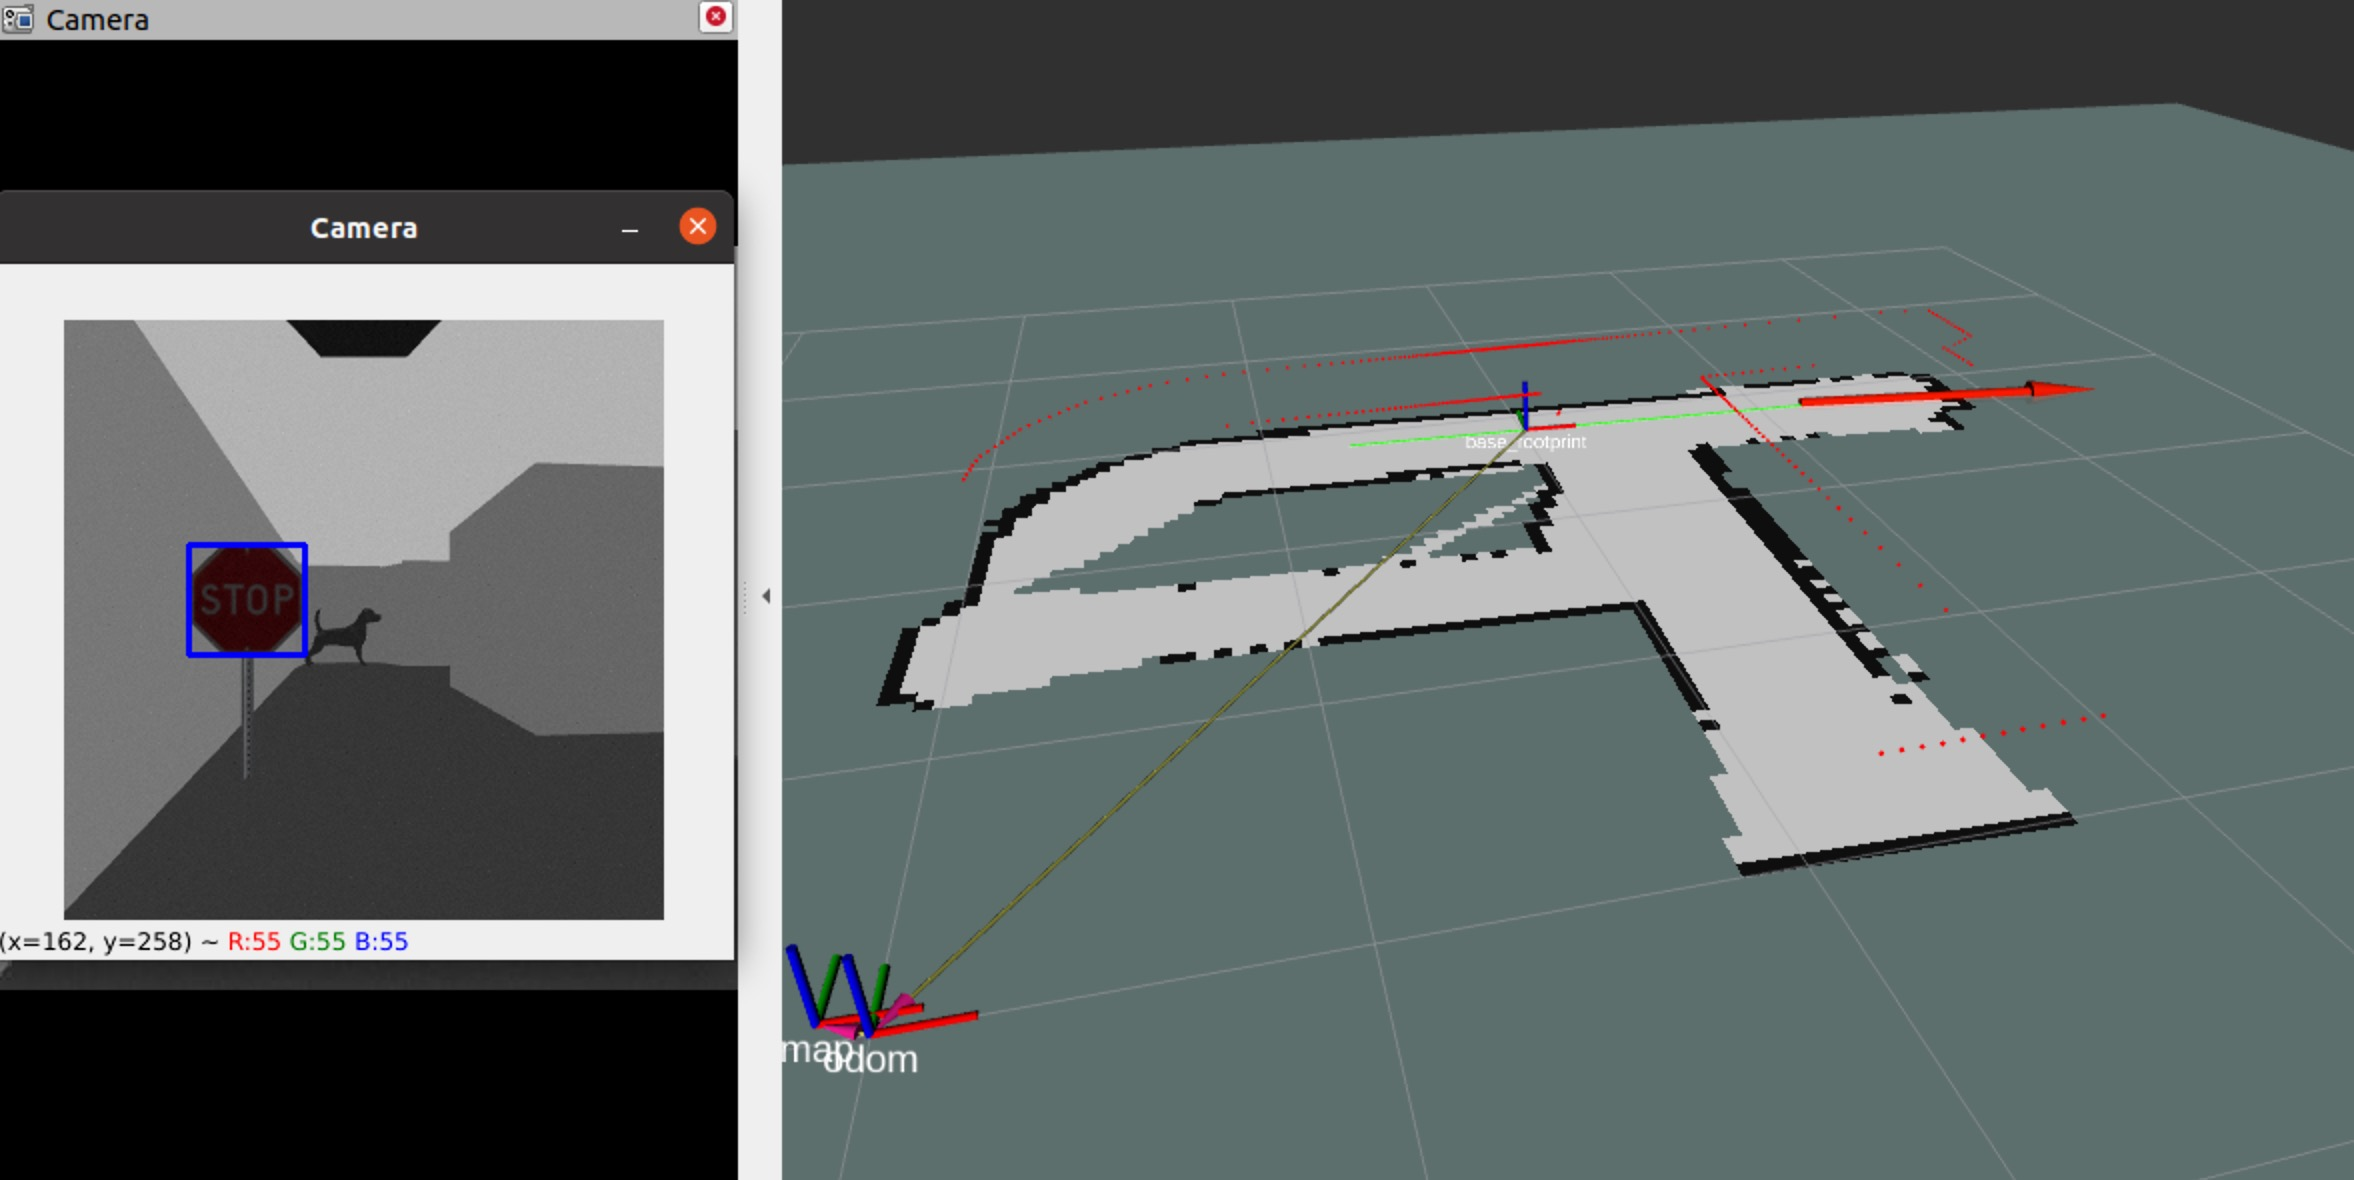 Camera
Camera
STOP
(x=162, y=258) ~ R:55 G:55 B:55
base_footprint
map
odom